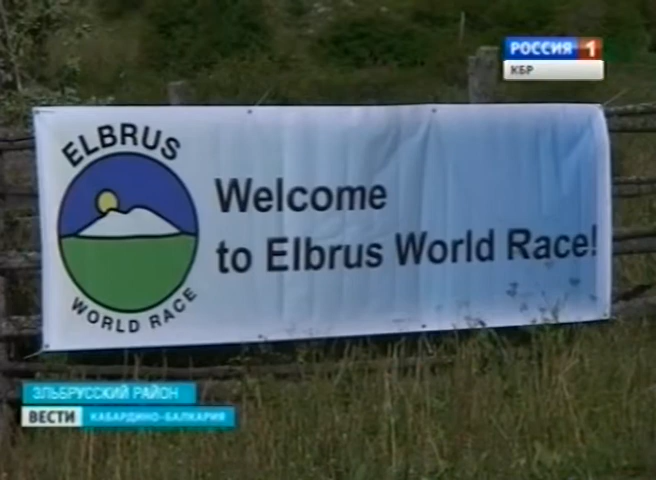 РОССИЯ 1
КБР
ELBRUS
WORLD RACE
Welcome
to Elbrus World Race!
ЭЛЬБРУССКИЙ РАЙОН
ВЕСТИ КАБАРДИНО-БАЛКАРИЯ